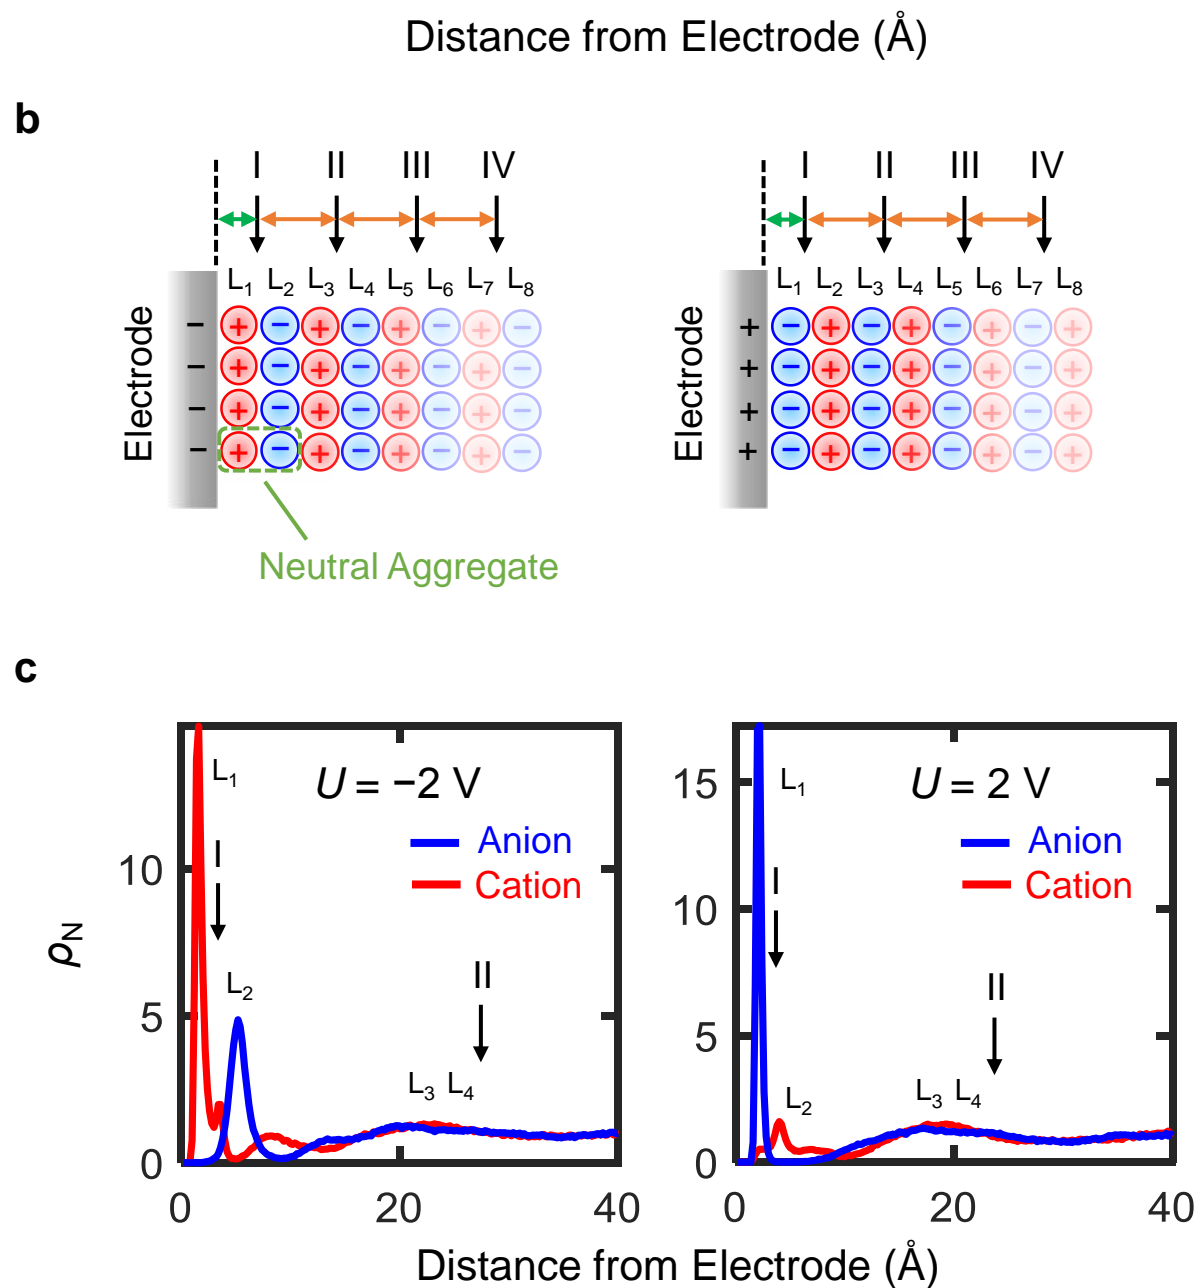 Distance from Electrode (Å)
b
I II III IV
L1 L2 L3 L4 L5 L6 L7 L8
Electrode
− + − + − + − + −
− + − + − + − + −
− + − + − + − + −
− + − + − + − + −
Neutral Aggregate
I II III IV
L1 L2 L3 L4 L5 L6 L7 L8
Electrode
+ − + − + − + − +
+ − + − + − + − +
+ − + − + − + − +
+ − + − + − + − +
c
ρN
10
5
0
L1
U = −2 V
I
Anion
Cation
L2
II
L3 L4
0 20 40
15
10
5
0
L1
U = 2 V
I
Anion
Cation
II
L2
L3 L4
0 20 40
Distance from Electrode (Å)